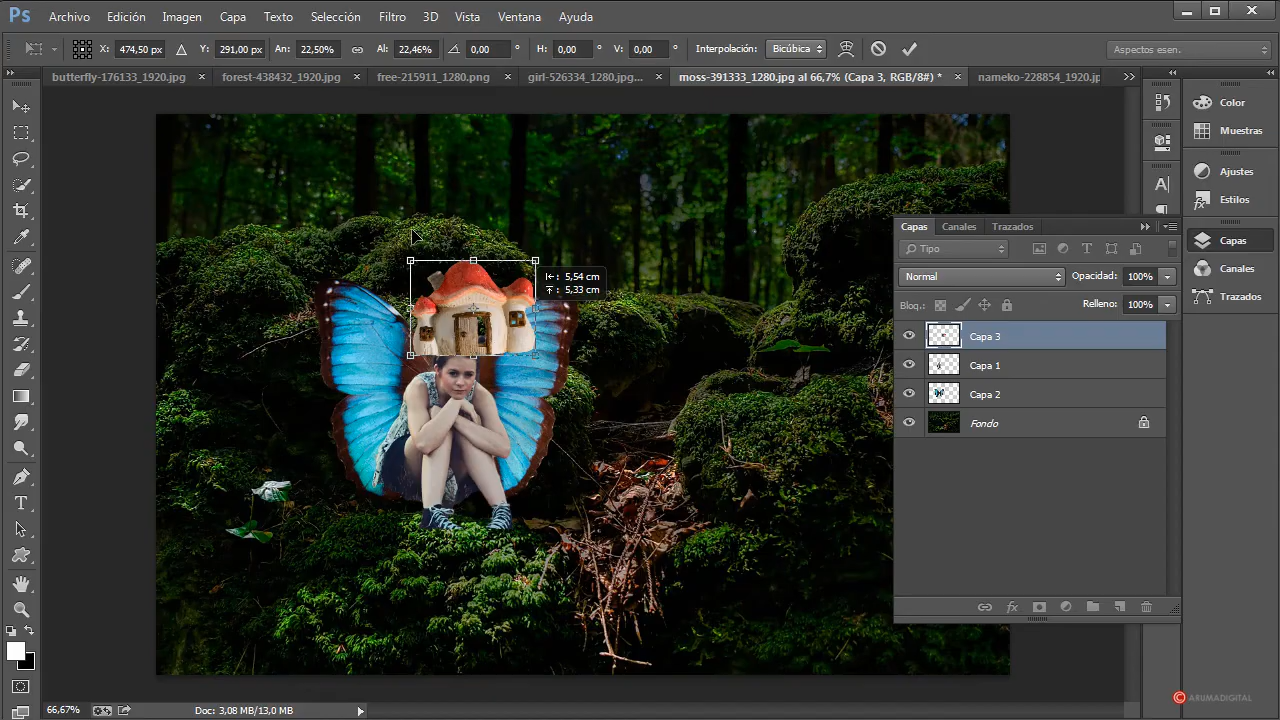 Ps Archivo Edición Imagen Capa Texto Selección Filtro 3D Vista Ventana Ayuda
X: 474,50 px Y: 291,00 px An: 22,50% Al: 22,46% 0,00 ° H: 0,00 ° V: 0,00 ° Interpolación: Bicúbica Aspectos esen.
butterfly-176133_1920.jpg × forest-438432_1920.jpg × free-215911_1280.png × girl-526334_1280.jpg... × moss-391333_1280.jpg al 66,7% (Capa 3, RGB/8#) * × nameko-228854_1920.jp
Color
Muestras
Ajustes
Estilos
Capas
Canales
Trazados
5,54 cm
5,33 cm
Capas Canales Trazados
Tipo
Normal Opacidad: 100%
Bloq.: Relleno: 100%
Capa 3
Capa 1
Capa 2
Fondo
fx
© ARUMADIGITAL
66,67% Doc: 3,08 MB/13,0 MB